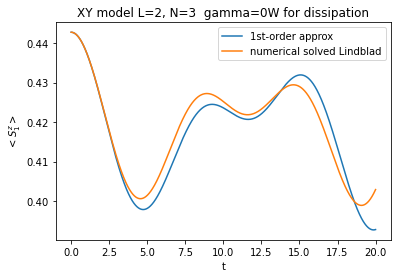 XY model L=2, N=3  gamma=0W for dissipation
1st-order approx
numerical solved Lindblad
0.44
0.43
0.42
0.41
0.40
< S_1^z >
0.0 2.5 5.0 7.5 10.0 12.5 15.0 17.5 20.0
t